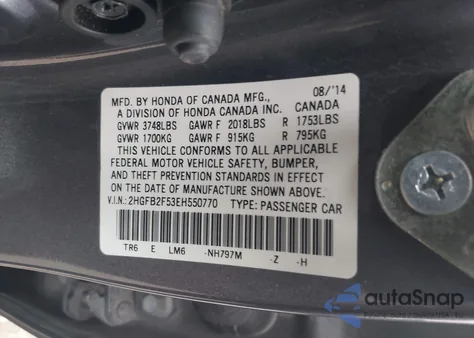 08/'14
MFD. BY HONDA OF CANADA MFG.,
A DIVISION OF HONDA CANADA INC. CANADA
GVWR 3748LBS GAWR F 2018LBS R 1753LBS
GVWR 1700KG GAWR F 915KG R 795KG
THIS VEHICLE CONFORMS TO ALL APPLICABLE
FEDERAL MOTOR VEHICLE SAFETY, BUMPER,
AND THEFT PREVENTION STANDARDS IN EFFECT
ON THE DATE OF MANUFACTURE SHOWN ABOVE.
V.I.N.: 2HGFB2F53EH550770 TYPE: PASSENGER CAR
TR6 E LM6 -NH797M -Z -H
autoSnap